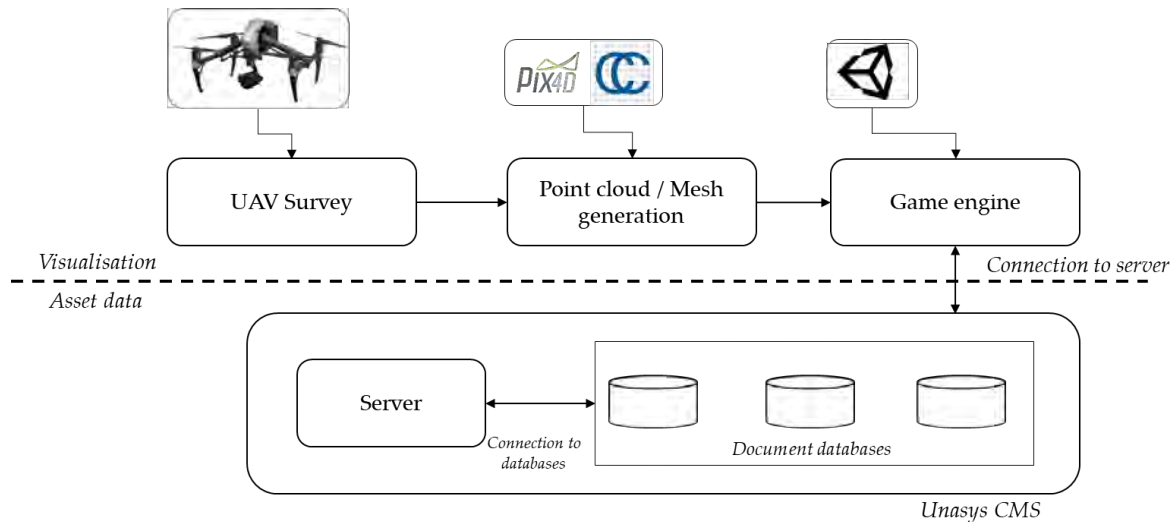 PIX4D
CC
UAV Survey
Point cloud / Mesh
generation
Game engine
Visualisation
Connection to server
Asset data
Server
Connection to
databases
Document databases
Unasys CMS